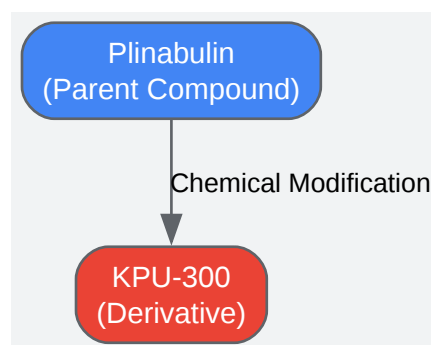 Plinabulin
(Parent Compound)
Chemical Modification
KPU-300
(Derivative)